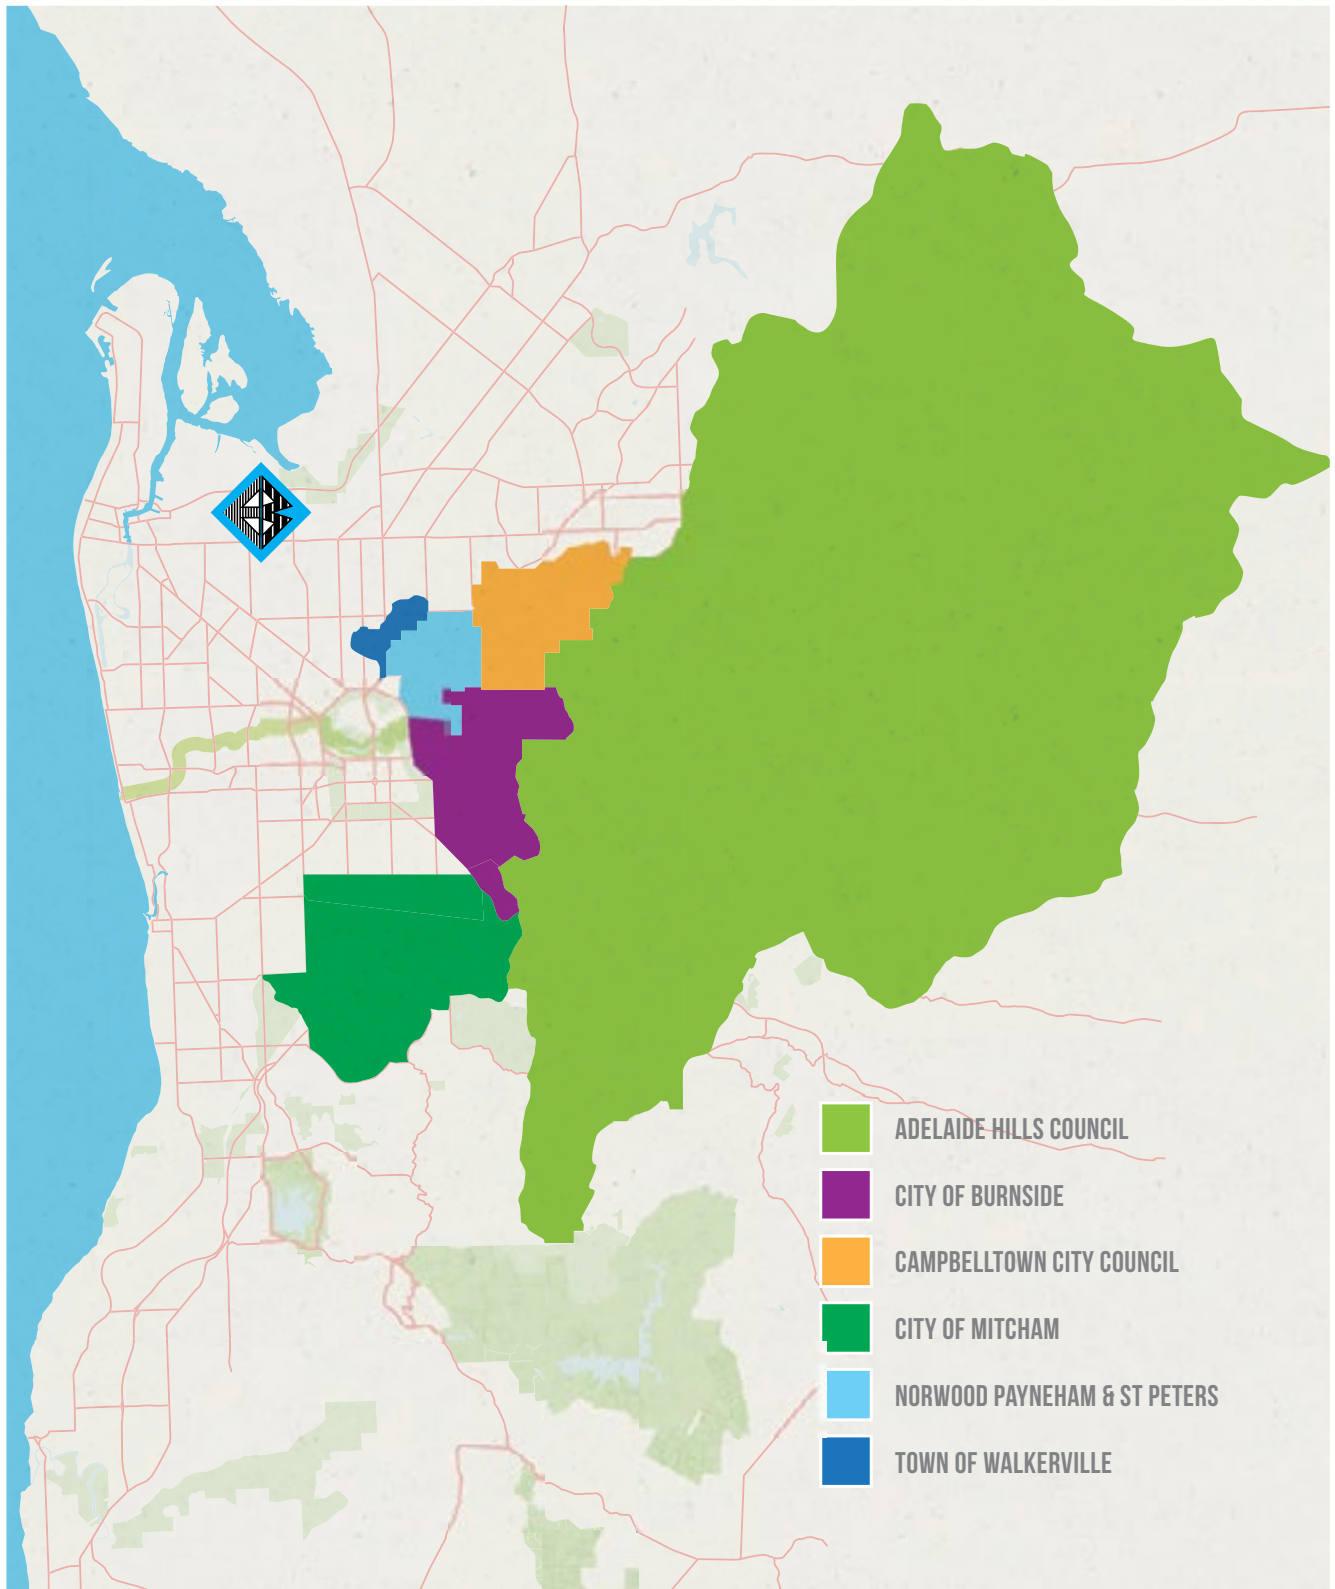 ADELAIDE HILLS COUNCIL
CITY OF BURNSIDE
CAMPBELLTOWN CITY COUNCIL
CITY OF MITCHAM
NORWOOD PAYNEHAM & ST PETERS
TOWN OF WALKERVILLE